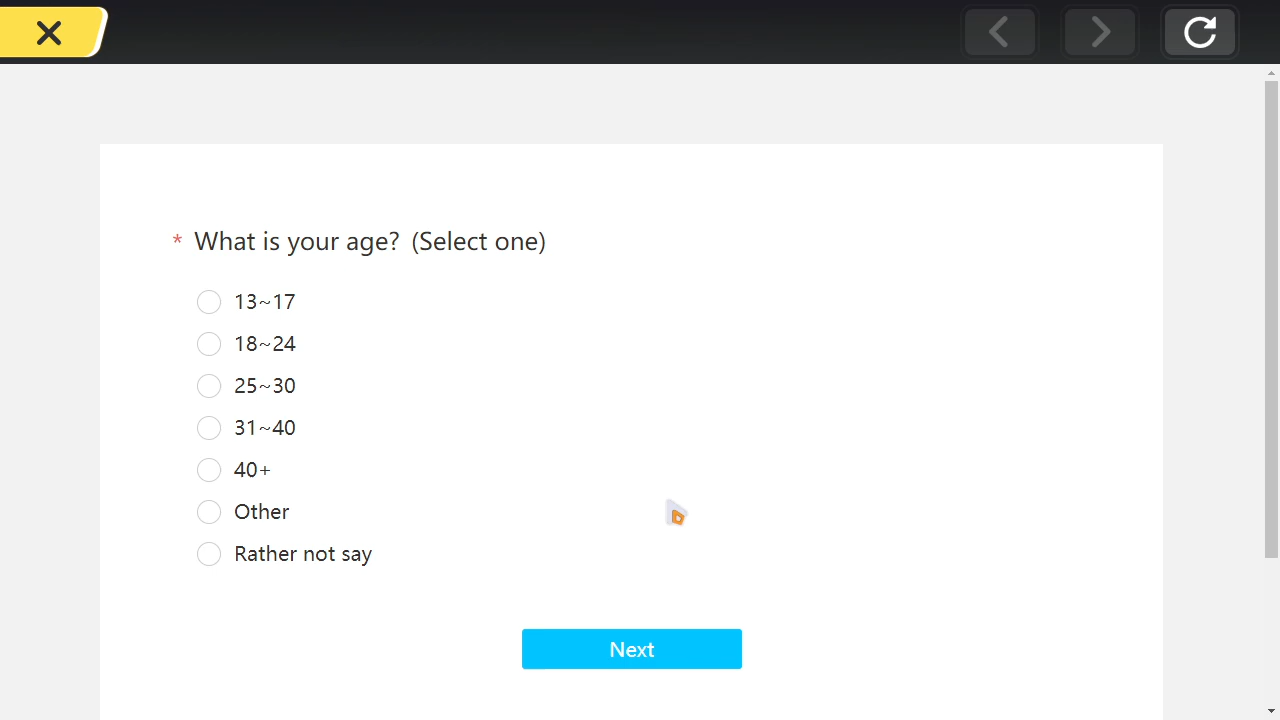 * What is your age? (Select one)
13~17
18~24
25~30
31~40
40+
Other
Rather not say
Next